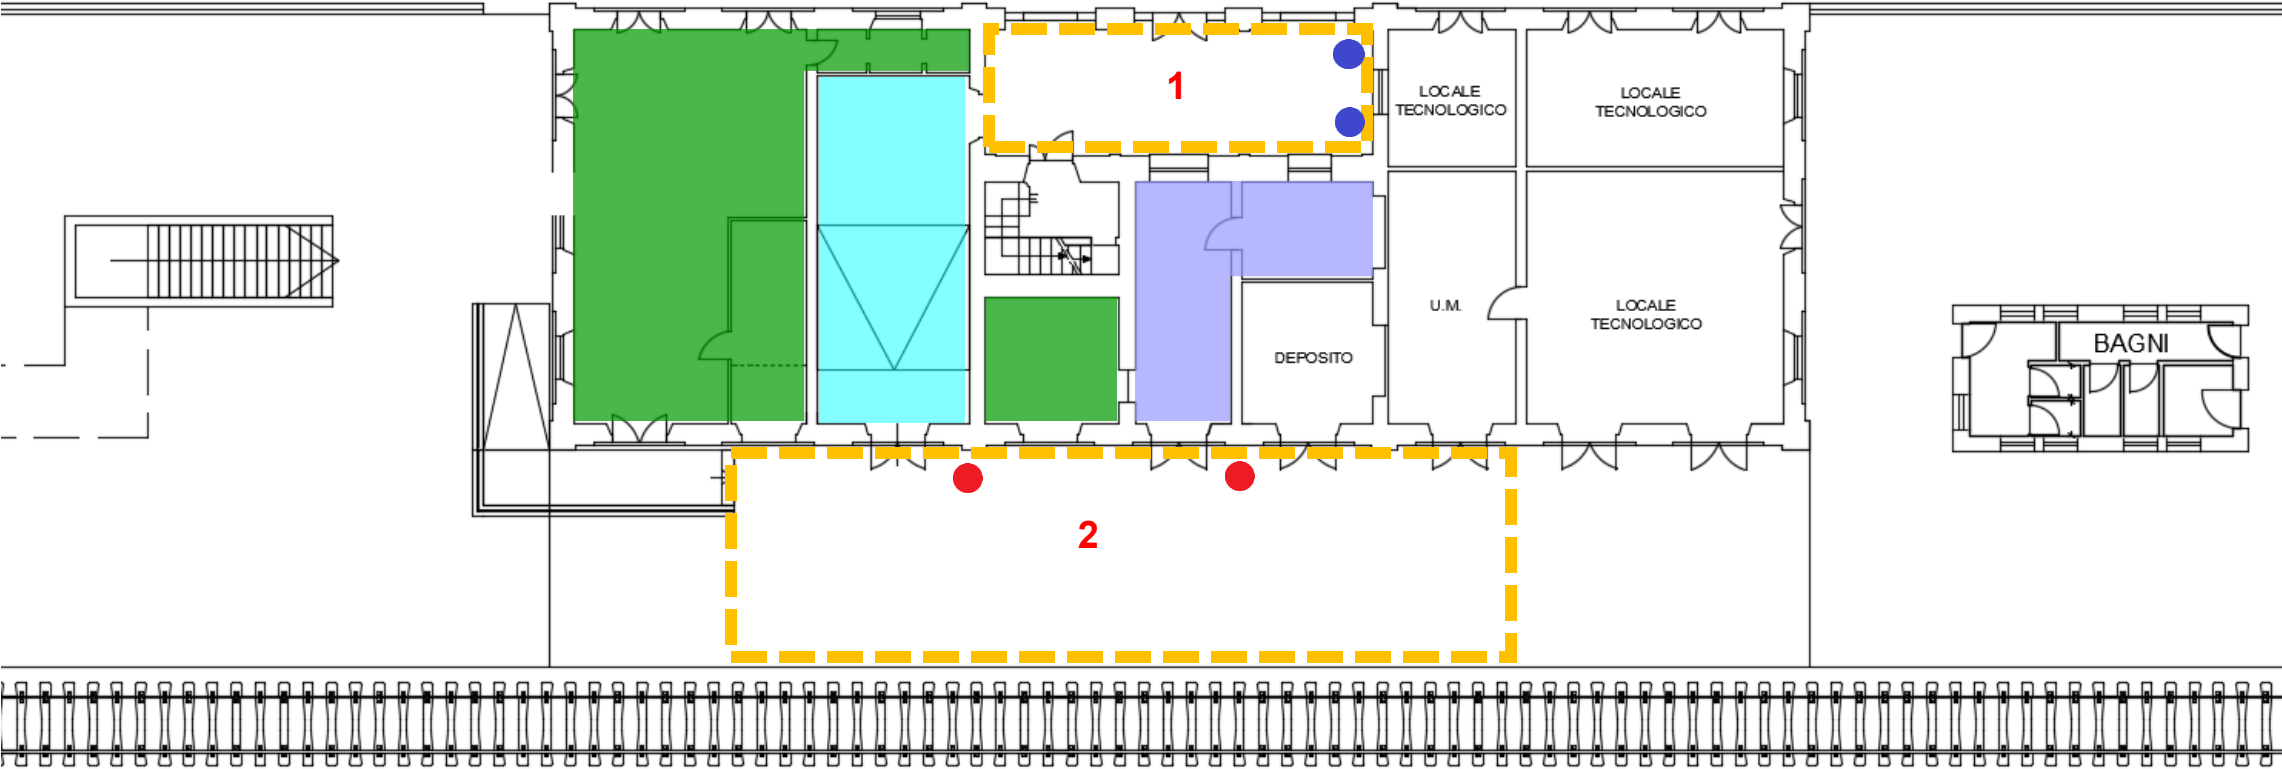 1
LOCALE
TECNOLOGICO
LOCALE
TECNOLOGICO
U.M.
LOCALE
TECNOLOGICO
DEPOSITO
BAGNI
2